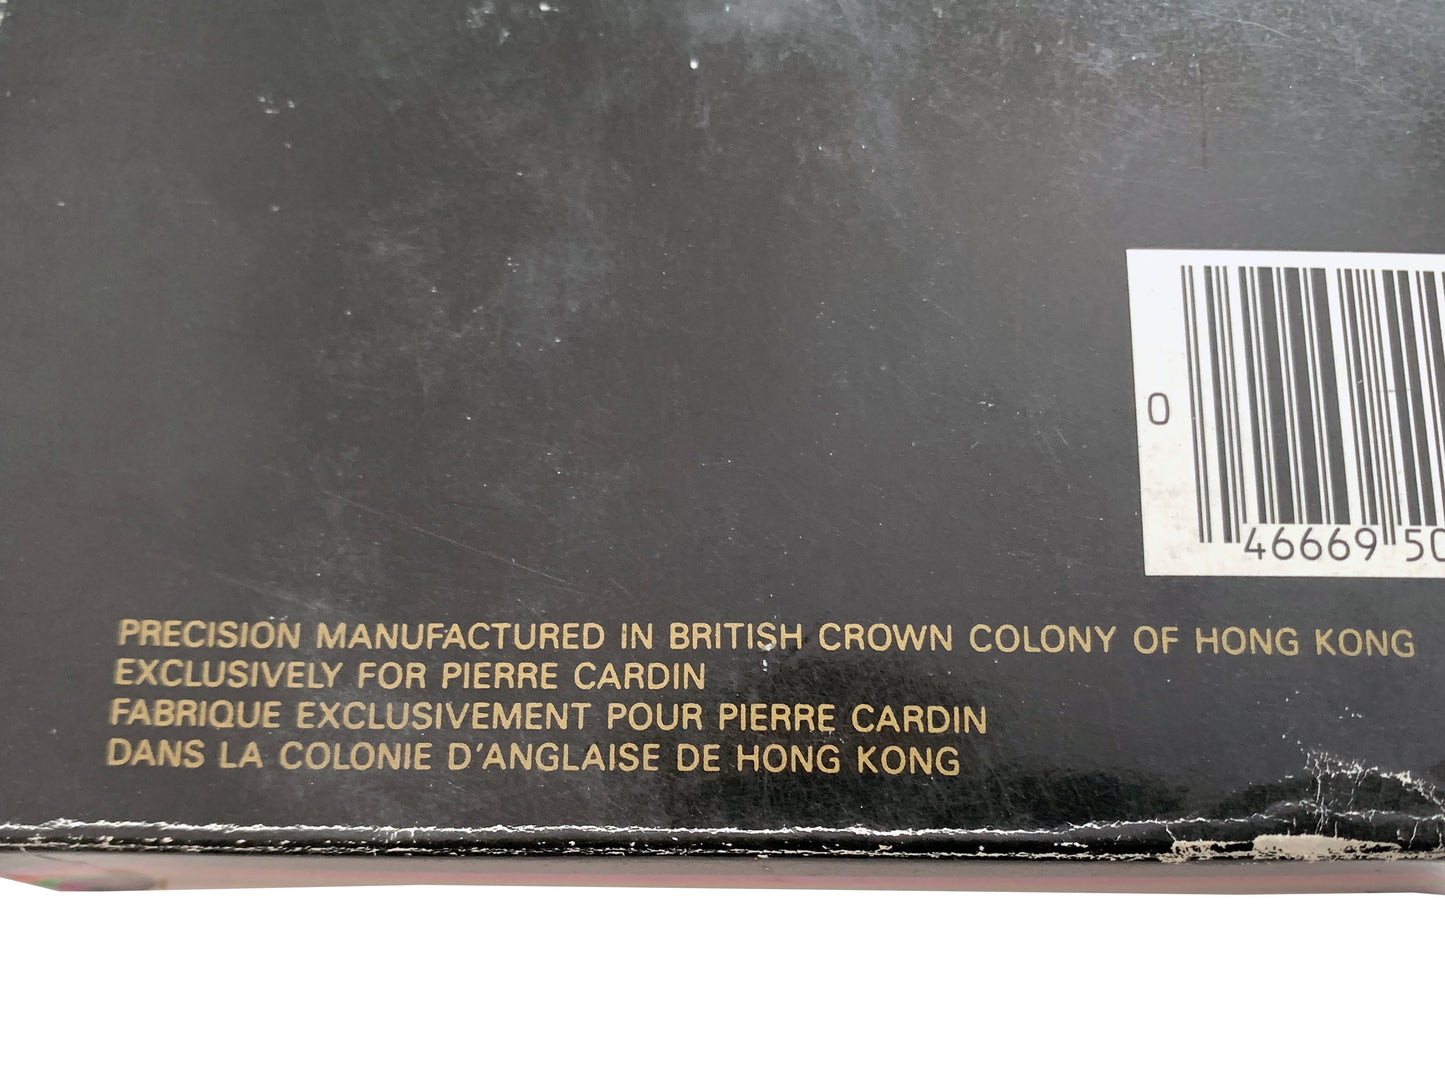 0
46669 50
PRECISION MANUFACTURED IN BRITISH CROWN COLONY OF HONG KONG
EXCLUSIVELY FOR PIERRE CARDIN
FABRIQUE EXCLUSIVEMENT POUR PIERRE CARDIN
DANS LA COLONIE D'ANGLAISE DE HONG KONG